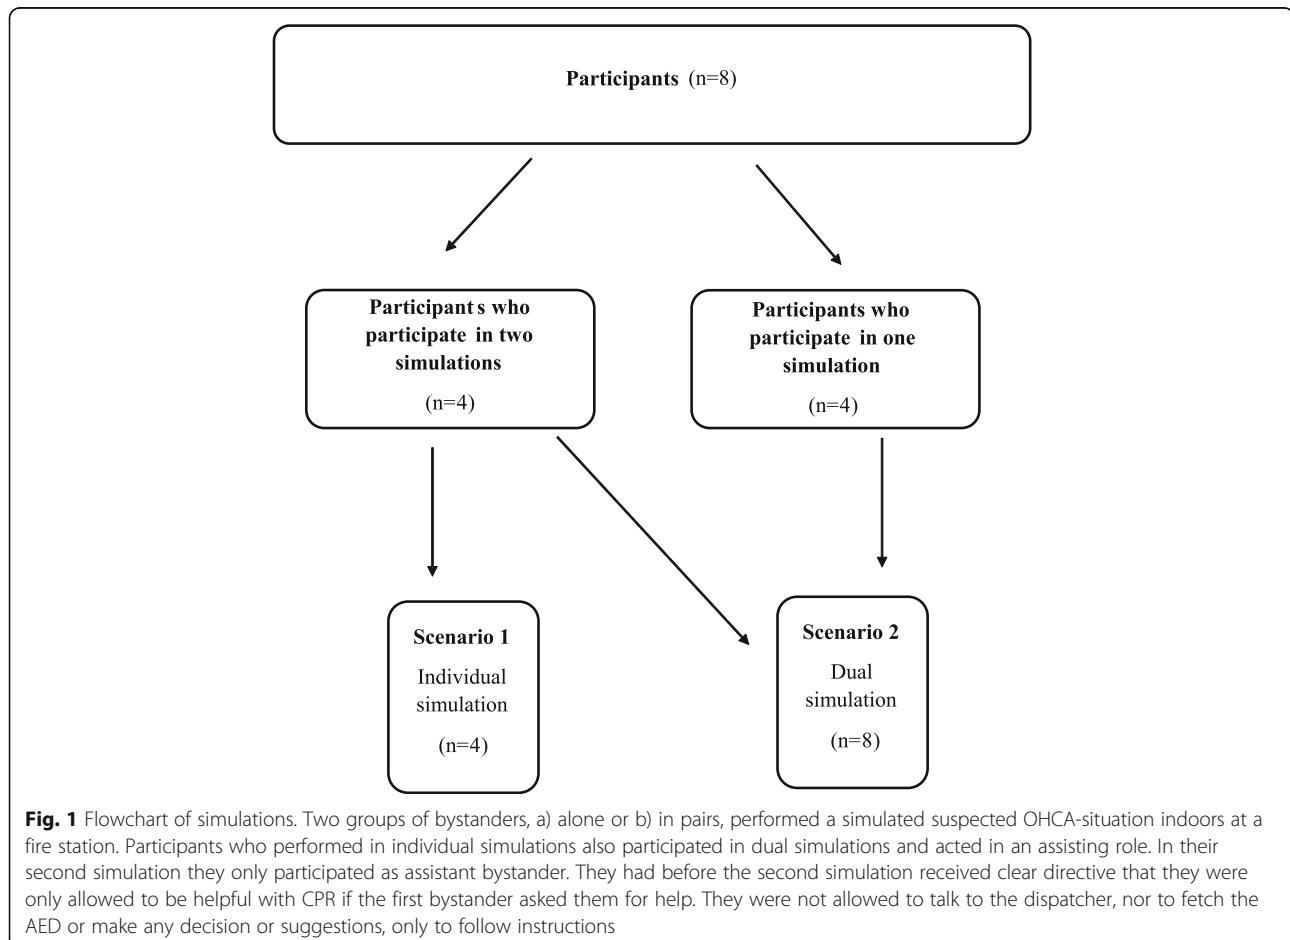 Participants (n=8)
Participants who
participate in two
simulations
(n=4)
Participants who
participate in one
simulation
(n=4)
Scenario 1
Individual
simulation
(n=4)
Scenario 2
Dual
simulation
(n=8)
Fig. 1 Flowchart of simulations. Two groups of bystanders, a) alone or b) in pairs, performed a simulated suspected OHCA-situation indoors at a
fire station. Participants who performed in individual simulations also participated in dual simulations and acted in an assisting role. In their
second simulation they only participated as assistant bystander. They had before the second simulation received clear directive that they were
only allowed to be helpful with CPR if the first bystander asked them for help. They were not allowed to talk to the dispatcher, nor to fetch the
AED or make any decision or suggestions, only to follow instructions